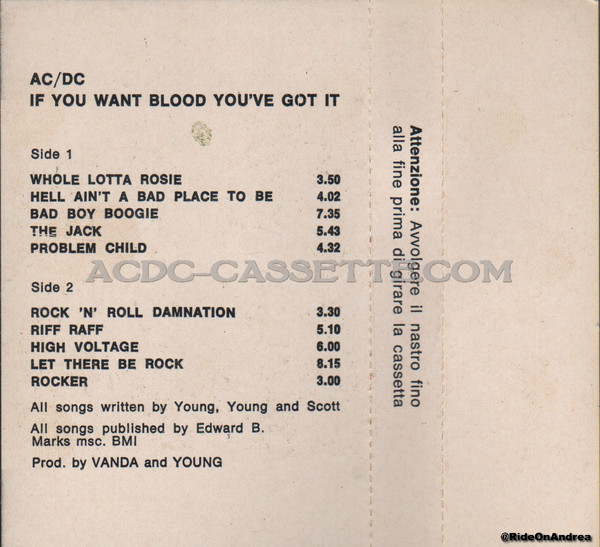 AC/DC
IF YOU WANT BLOOD YOU'VE GOT IT
Side 1
WHOLE LOTTA ROSIE 3.50
HELL AIN'T A BAD PLACE TO BE 4.02
BAD BOY BOOGIE 7.35
THE JACK 5.43
PROBLEM CHILD 4.32
ACDC-CASSETTE.COM
Side 2
ROCK 'N' ROLL DAMNATION 3.30
RIFF RAFF 5.10
HIGH VOLTAGE 6.00
LET THERE BE ROCK 8.15
ROCKER 3.00
All songs written by Young, Young and Scott
All songs published by Edward B.
Marks msc. BMI
Prod. by VANDA and YOUNG
Attenzione: Avvolgere il nastro fino
alla fine prima di girare la cassetta
@RideOnAndrea